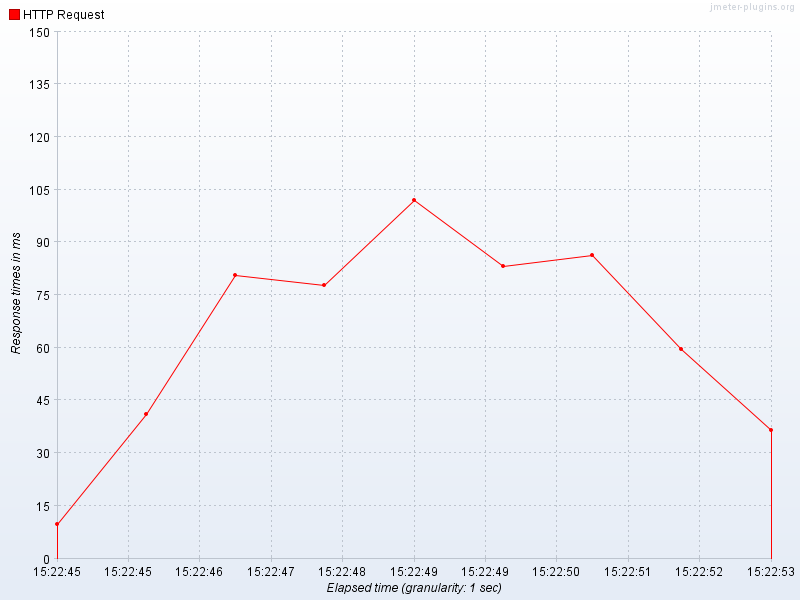 jmeter-plugins.org
HTTP Request
150
135
120
105
90
75
60
45
30
15
0
Response times in ms
15:22:45 15:22:45 15:22:46 15:22:47 15:22:48 15:22:49 15:22:49 15:22:50 15:22:51 15:22:52 15:22:53
Elapsed time (granularity: 1 sec)